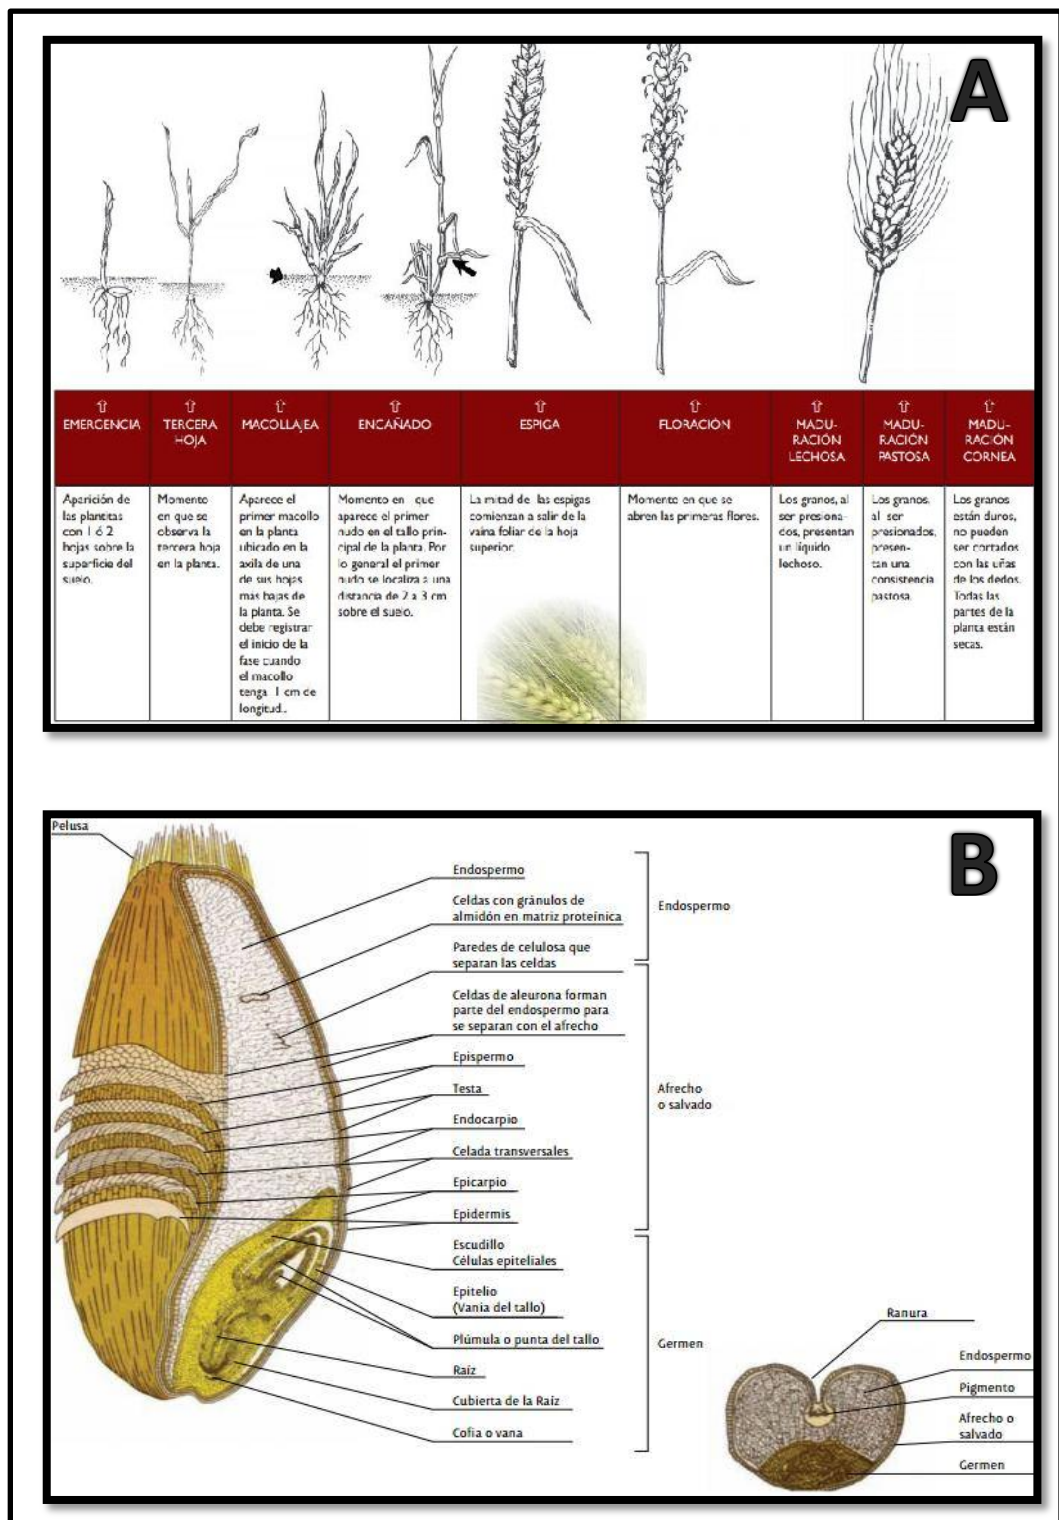 A
EMERGENCIA
TERCERA
HOJA
MACOLLAJEA
ENCAÑADO
ESPIGA
FLORACIÓN
MADU-
RACIÓN
LECHOSA
MADU-
RACIÓN
PASTOSA
MADU-
RACIÓN
CORNEA
Aparición de
las plantitas
con 1 ó 2
hojas sobre la
superficie del
suelo.
Momento
en que se
observa la
tercera hoja
en la planta.
Aparece el
primer macollo
en la planta
ubicado en la
axila de una
de sus hojas
más bajas de
la planta. Se
debe registrar
el inicio de la
fase cuando
el macollo
tenga 1 cm de
longitud..
Momento en que
aparece el primer
nudo en el tallo prin-
cipal de la planta. Por
lo general el primer
nudo se localiza a una
distancia de 2 a 3 cm
sobre el suelo.
La mitad de las espigas
comienzan a salir de la
vaina foliar de la hoja
superior.
Momento en que se
abren las primeras flores.
Los granos, al
ser presiona-
dos, presentan
un líquido
lechoso.
Los granos,
al ser
presionados,
presen-
tan una
consistencia
pastosa.
Los granos
están duros,
no pueden
ser cortados
con las uñas
de los dedos.
Todas las
partes de la
planta están
secas.
B
Pelusa
Endospermo
Celdas con gránulos de
almidón en matriz proteínica
Paredes de celulosa que
separan las celdas
Celdas de aleurona forman
parte del endospermo para
se separan con el afrecho
Epispermo
Testa
Endocarpio
Celada transversales
Epicarpio
Epidermis
Escudillo
Células epiteliales
Epitelio
(Vania del tallo)
Plúmula o punta del tallo
Raíz
Cubierta de la Raíz
Cofia o vana
Endospermo
Afrecho
o salvado
Germen
Ranura
Endospermo
Pigmento
Afrecho o
salvado
Germen